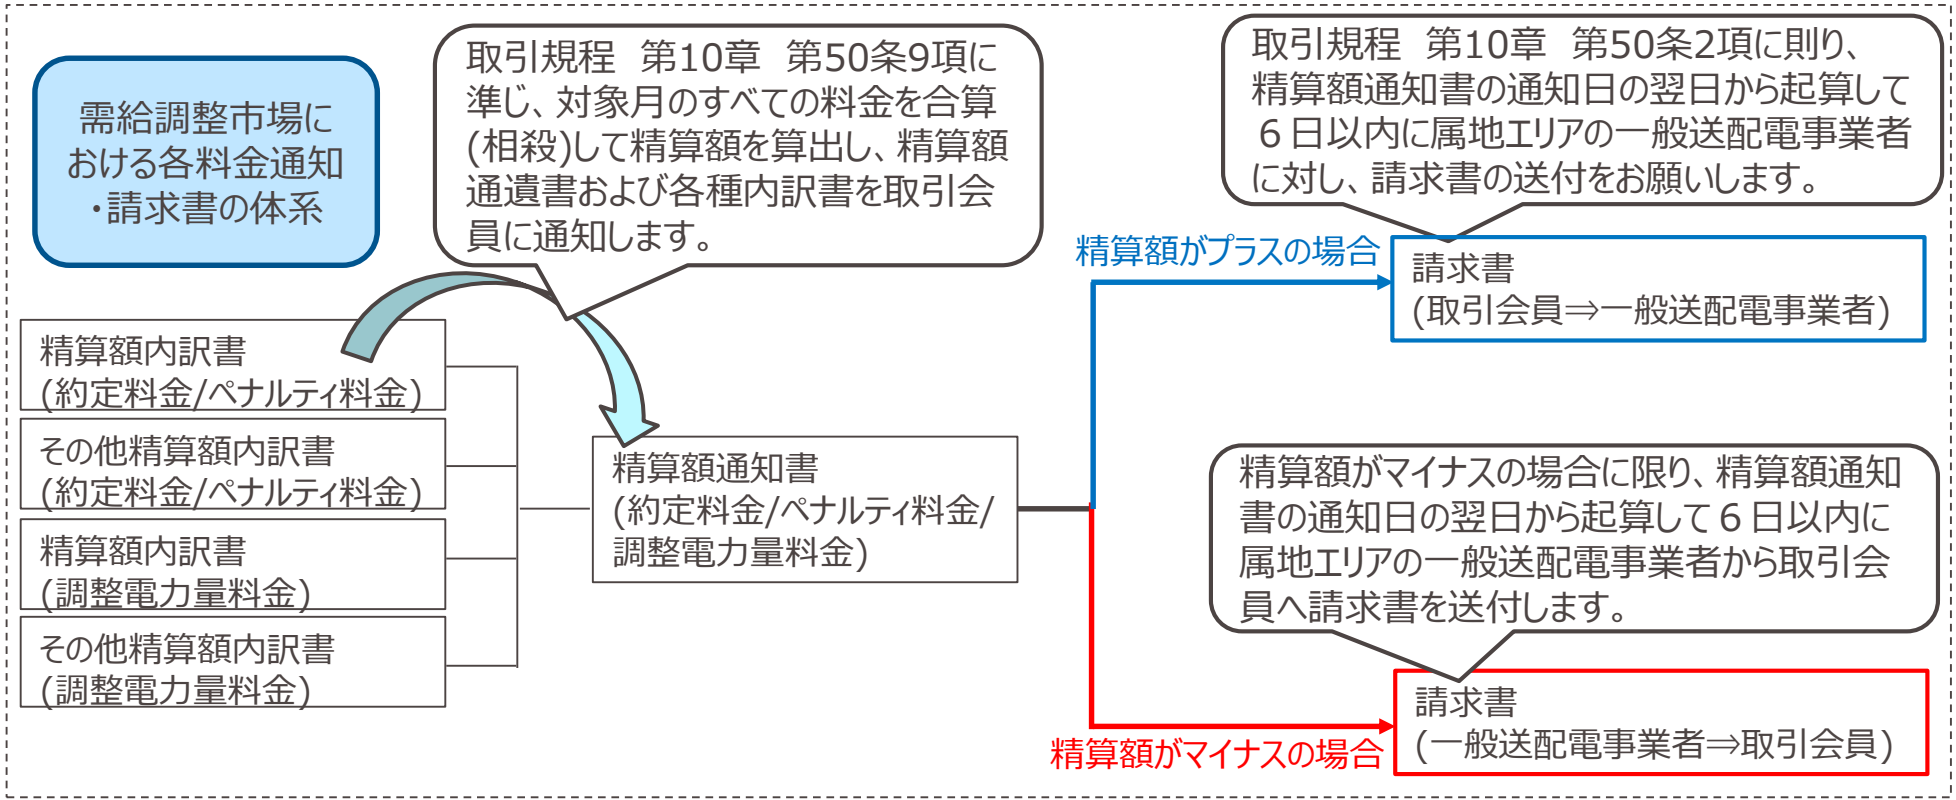 需給調整市場に
おける各料金通知
・請求書の体系
取引規程　第10章　第50条9項に
準じ、対象月のすべての料金を合算
(相殺)して精算額を算出し、精算額
通遺書および各種内訳書を取引会
員に通知します。
取引規程　第10章　第50条2項に則り、
精算額通知書の通知日の翌日から起算して
６日以内に属地エリアの一般送配電事業者
に対し、請求書の送付をお願いします。
精算額がプラスの場合
請求書
(取引会員⇒一般送配電事業者)
精算額内訳書
(約定料金/ペナルティ料金)
その他精算額内訳書
(約定料金/ペナルティ料金)
精算額内訳書
(調整電力量料金)
その他精算額内訳書
(調整電力量料金)
精算額通知書
(約定料金/ペナルティ料金/
調整電力量料金)
精算額がマイナスの場合に限り、精算額通知
書の通知日の翌日から起算して６日以内に
属地エリアの一般送配電事業者から取引会
員へ請求書を送付します。
精算額がマイナスの場合
請求書
(一般送配電事業者⇒取引会員)